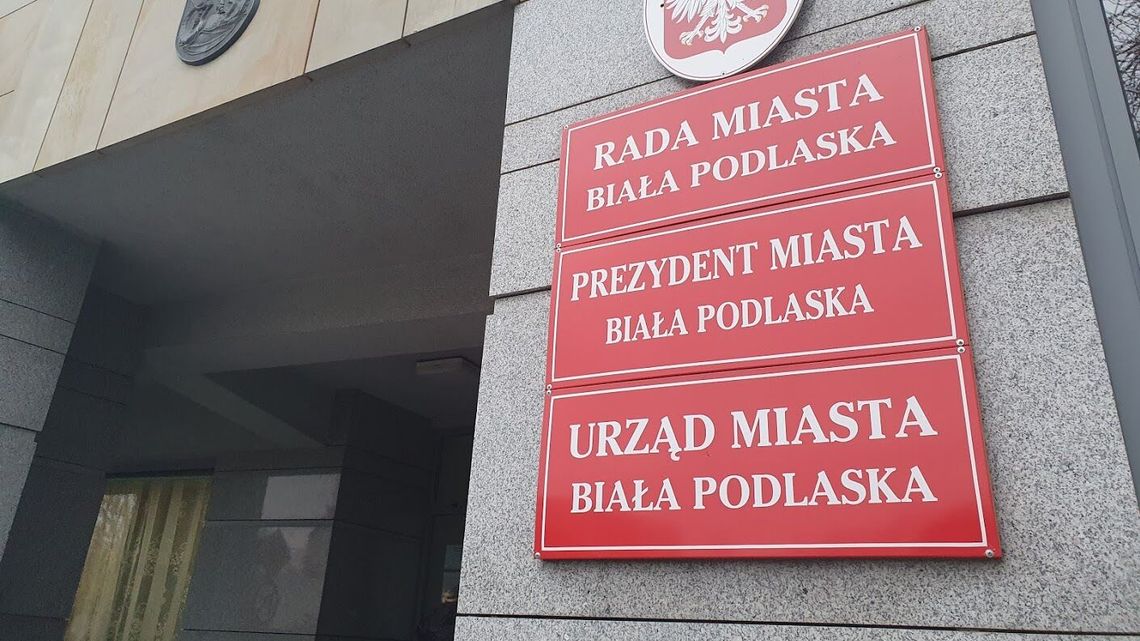 RADA MIASTA
BIAŁA PODLASKA
PREZYDENT MIASTA
BIAŁA PODLASKA
URZĄD MIASTA
BIAŁA PODLASKA